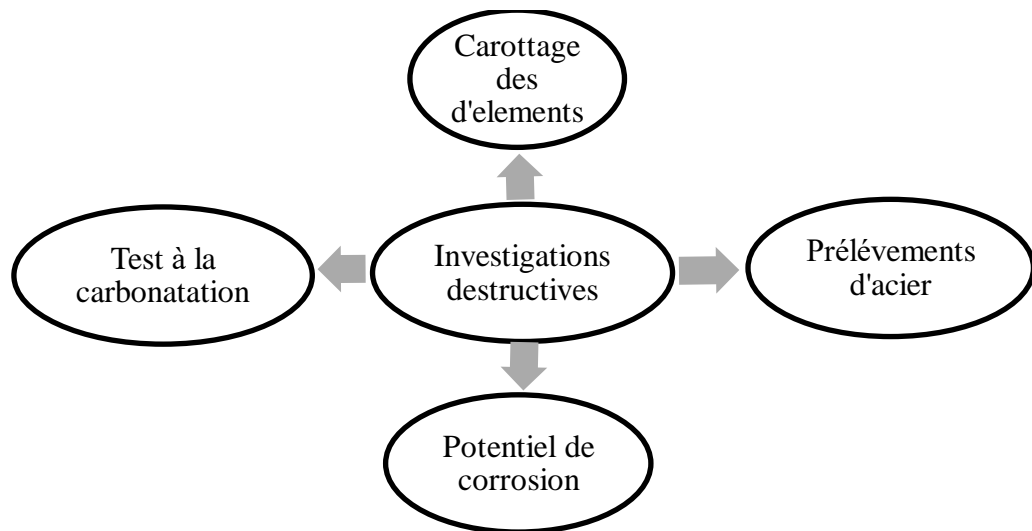 Carottage
des
d'elements
Test à la
carbonatation
Investigations
destructives
Prélévements
d'acier
Potentiel de
corrosion